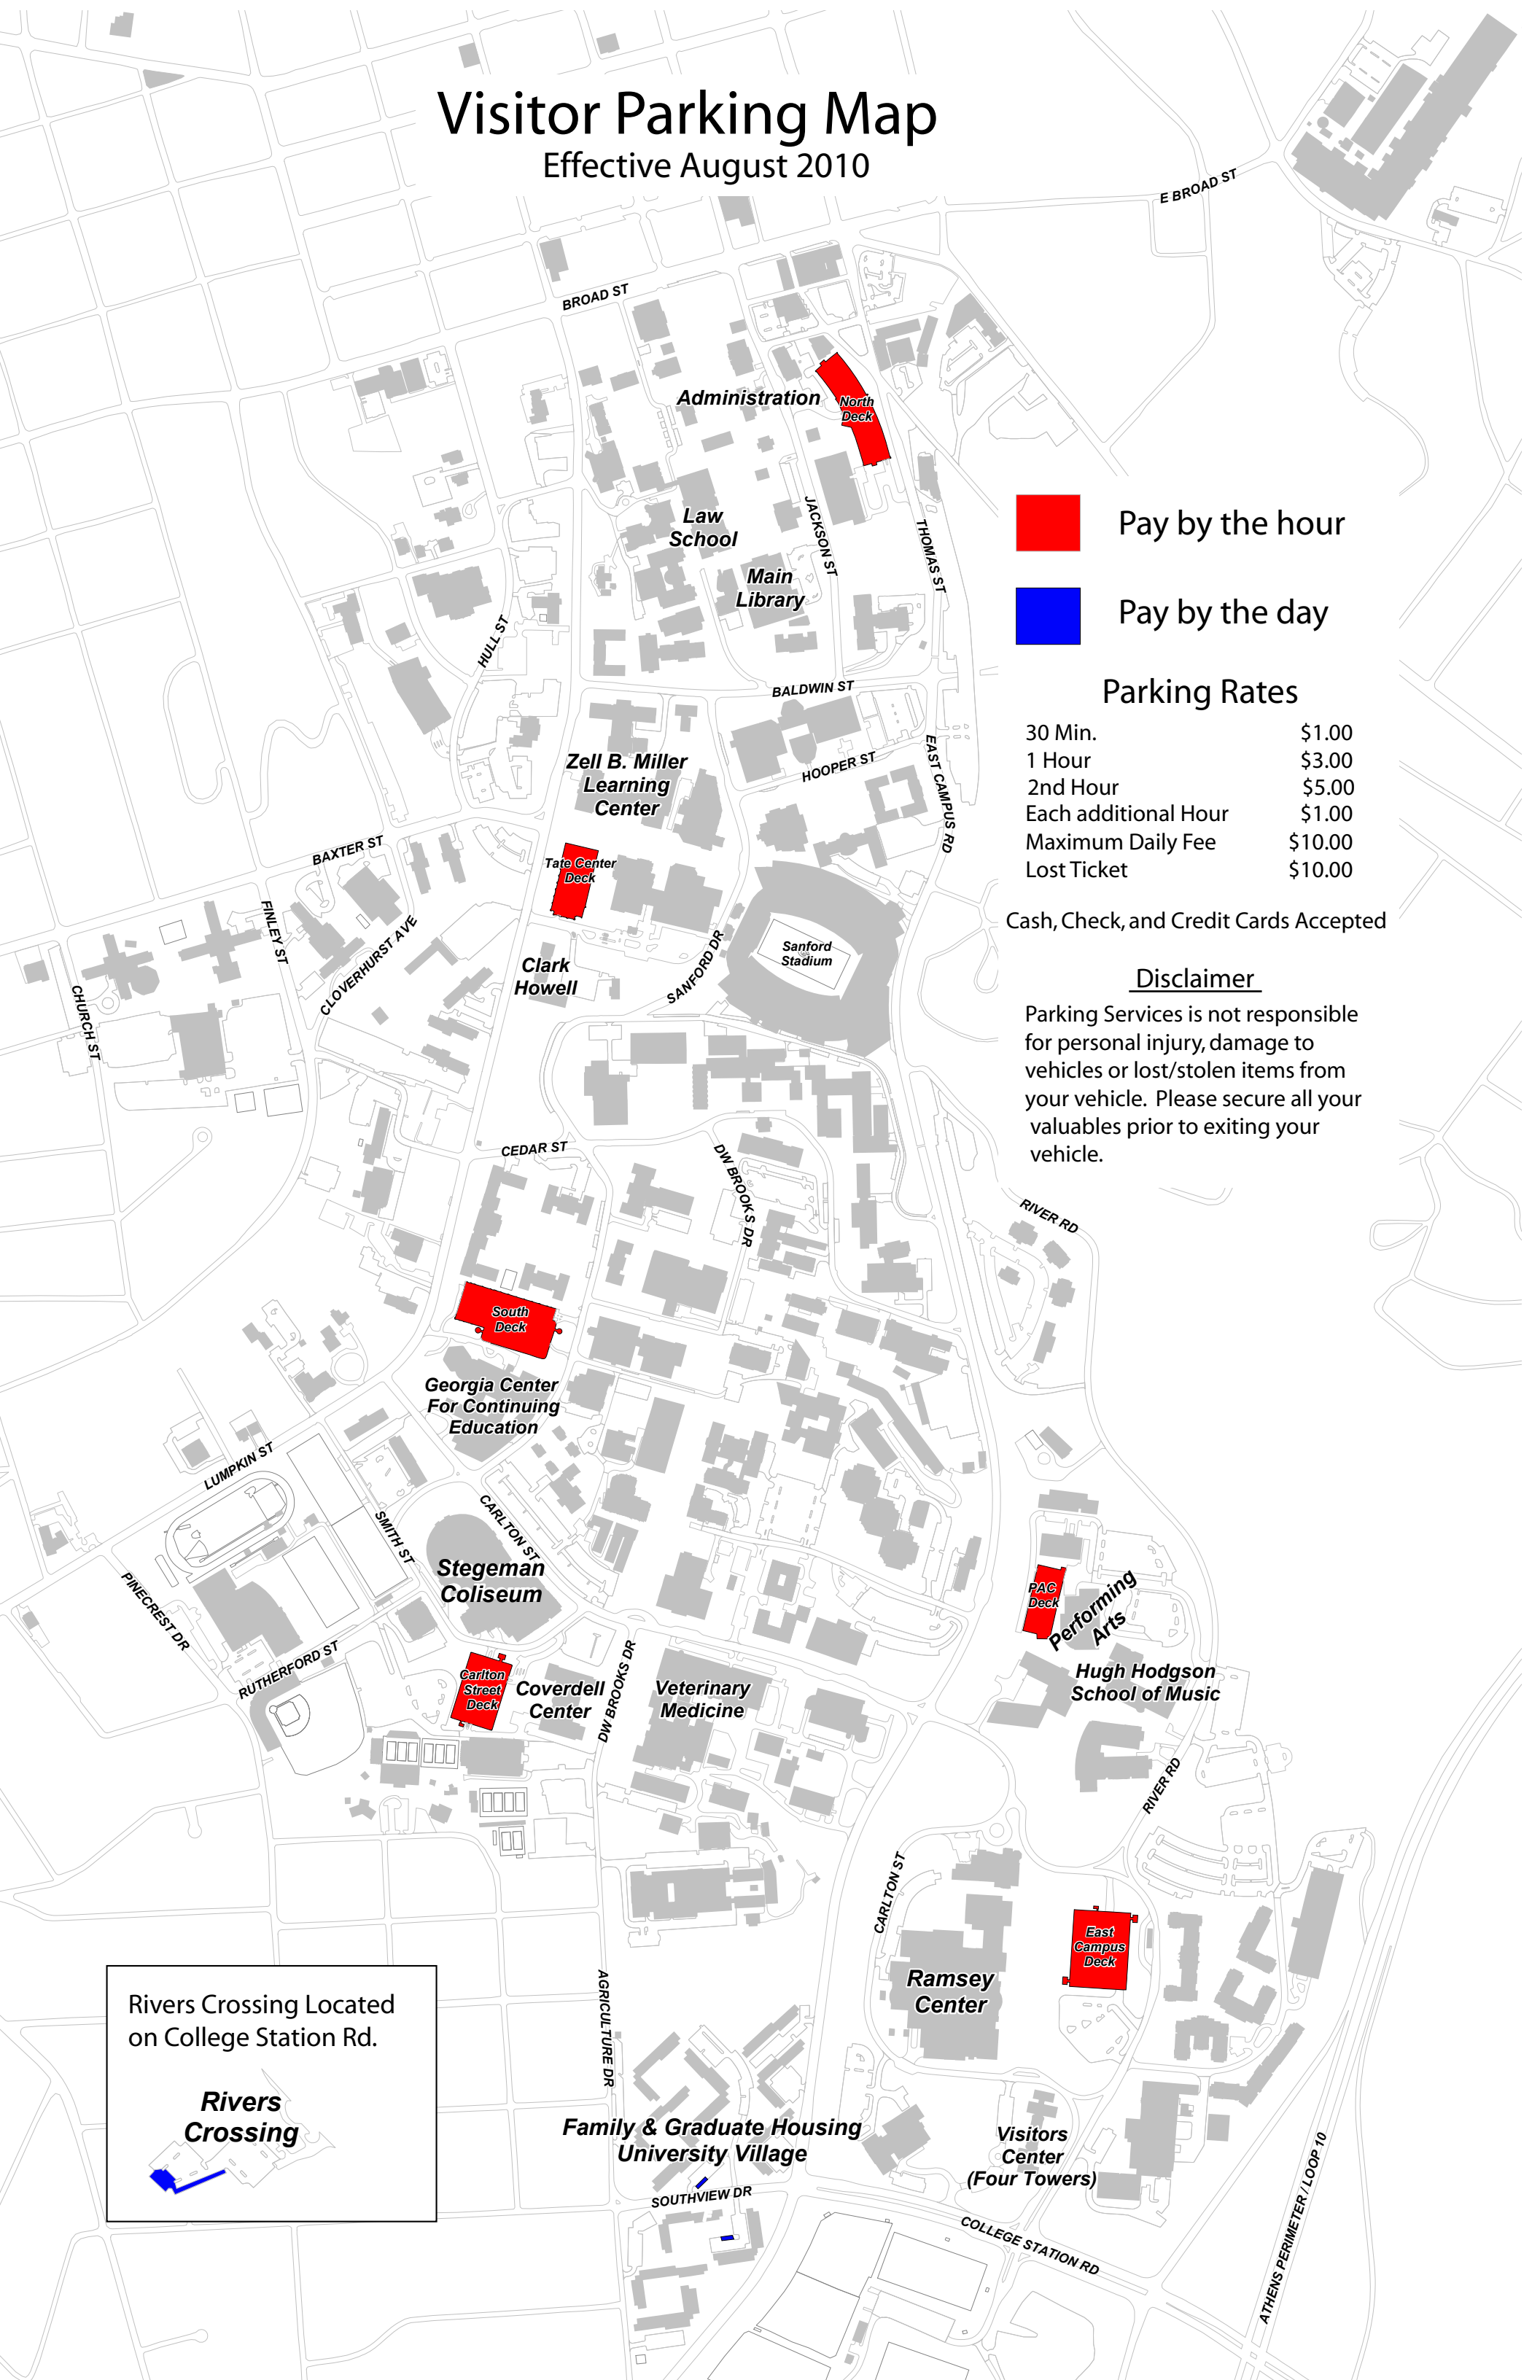 Visitor Parking Map
Effective August 2010
E BROAD ST
BROAD ST
Administration
North
Deck
Law
School
JACKSON ST
THOMAS ST
Main
Library
HULL ST
BALDWIN ST
Zell B. Miller
Learning
Center
HOOPER ST
EAST CAMPUS RD
BAXTER ST
Tate Center
Deck
FINLEY ST
CLOVERHURST AVE
Clark
Howell
SANFORD DR
Sanford
Stadium
CHURCH ST
Pay by the hour
Pay by the day
Parking Rates
30 Min. $1.00
1 Hour $3.00
2nd Hour $5.00
Each additional Hour $1.00
Maximum Daily Fee $10.00
Lost Ticket $10.00
Cash, Check, and Credit Cards Accepted
Disclaimer
Parking Services is not responsible
for personal injury, damage to
vehicles or lost/stolen items from
your vehicle. Please secure all your
valuables prior to exiting your
vehicle.
CEDAR ST
DW BROOKS DR
RIVER RD
South
Deck
Georgia Center
For Continuing
Education
LUMPKIN ST
SMITH ST
CARLTON ST
Stegeman
Coliseum
PINECREST DR
RUTHERFORD ST
PAC
Deck
Performing
Arts
Hugh Hodgson
School of Music
Carlton
Street
Deck
Coverdell
Center
DW BROOKS DR
Veterinary
Medicine
RIVER RD
CARLTON ST
East
Campus
Deck
Ramsey
Center
AGRICULTURE DR
Rivers Crossing Located
on College Station Rd.
Rivers
Crossing
Family & Graduate Housing
University Village
Visitors
Center
(Four Towers)
SOUTHVIEW DR
COLLEGE STATION RD
ATHENS PERIMETER / LOOP 10